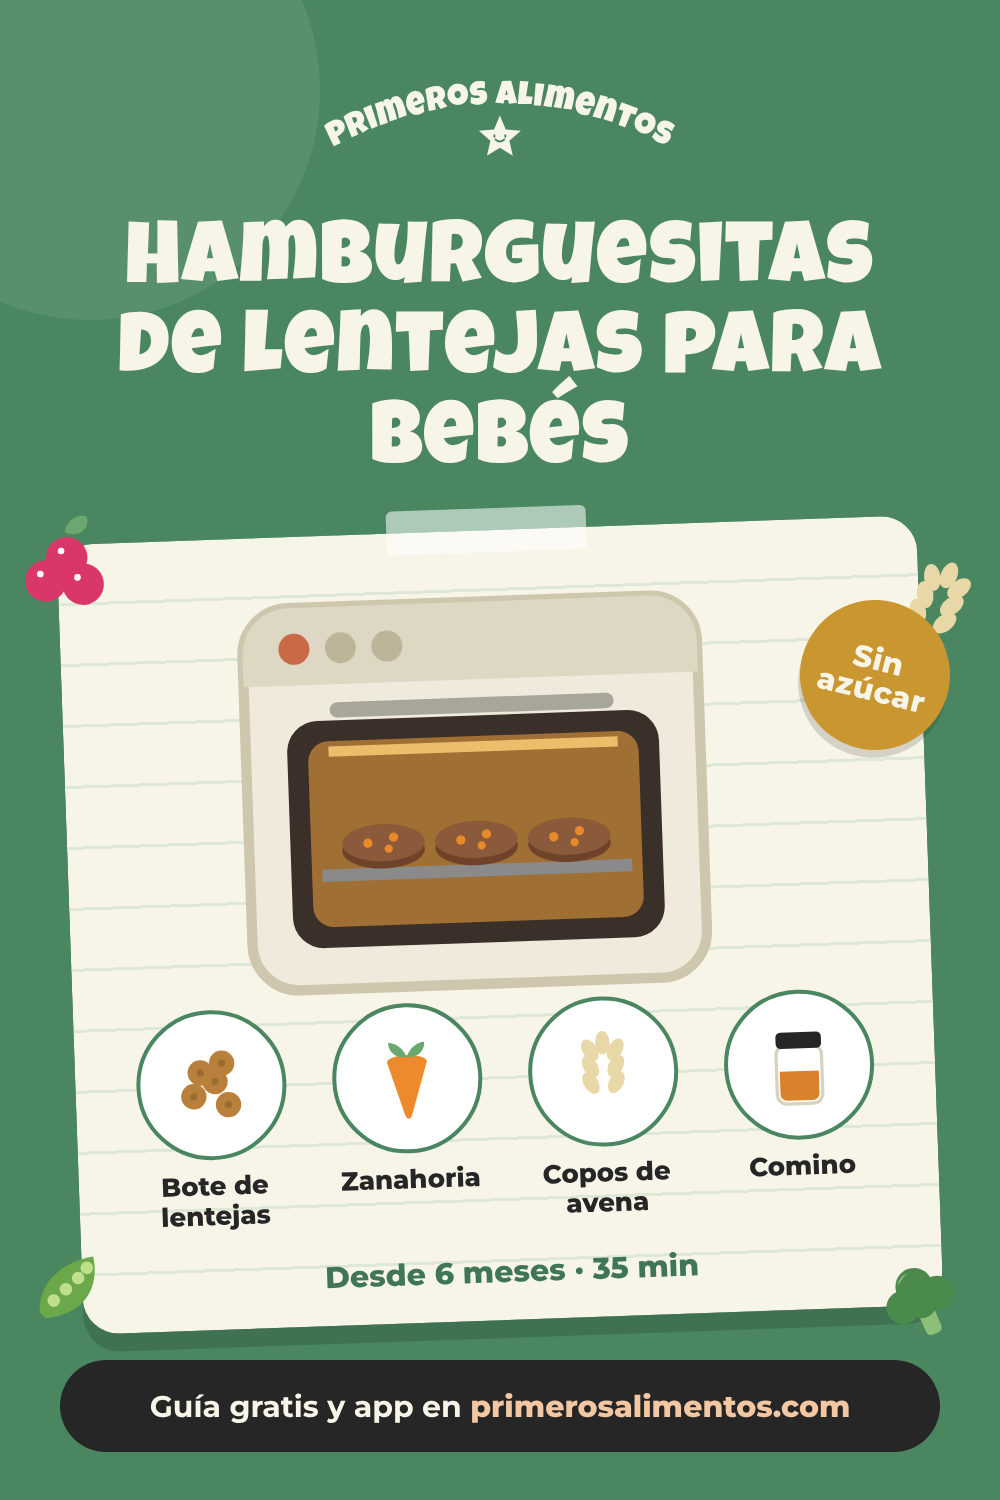 PRIMEROS ALIMENTOS
HAMBURGUESITAS
DE LENTEJAS PARA
BEBÉS
Sin
azúcar
Bote de
lentejas
Zanahoria
Copos de
avena
Comino
Desde 6 meses · 35 min
Guía gratis y app en primerosalimentos.com